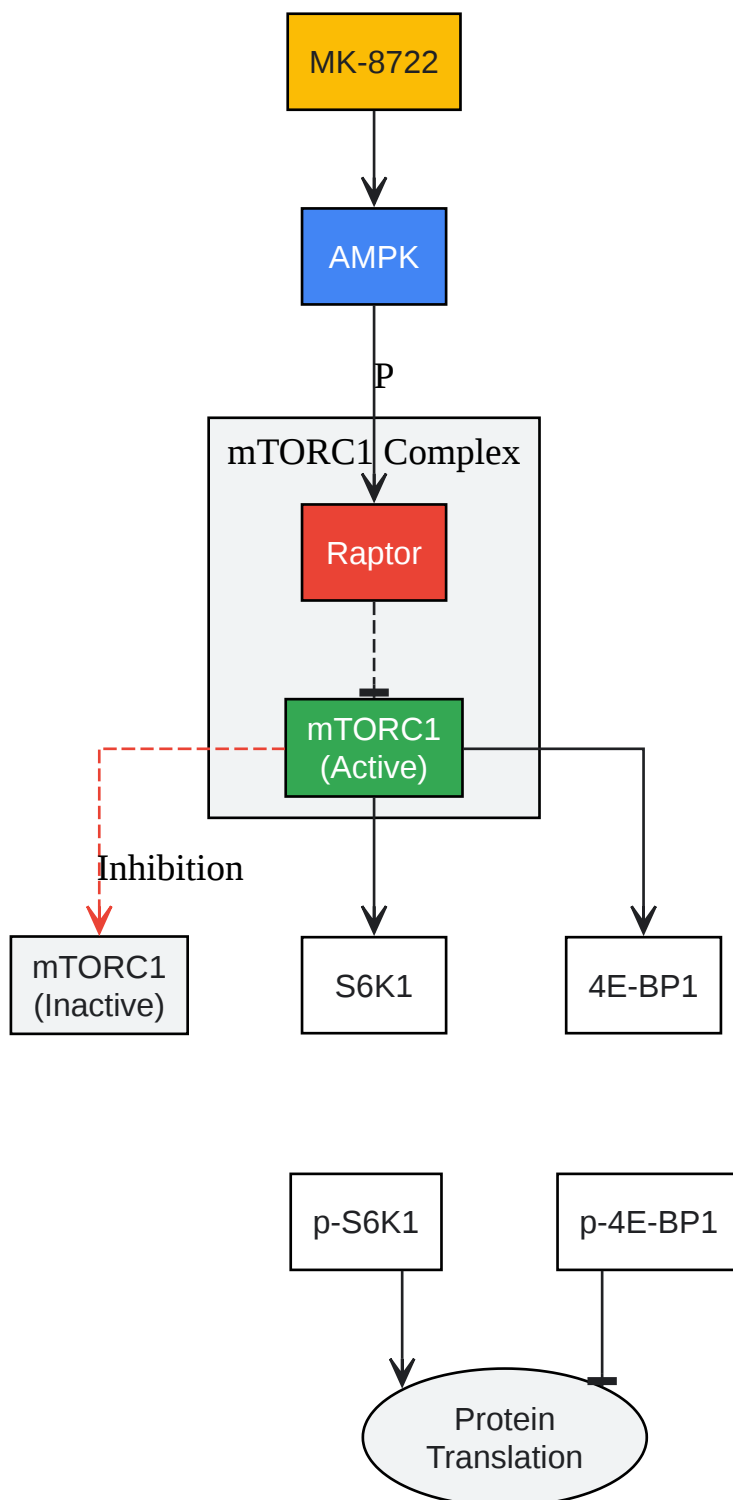 MK-8722
AMPK
P
mTORC1 Complex
Raptor
mTORC1
(Active)
Inhibition
mTORC1
(Inactive)
S6K1
4E-BP1
p-S6K1
p-4E-BP1
Protein
Translation